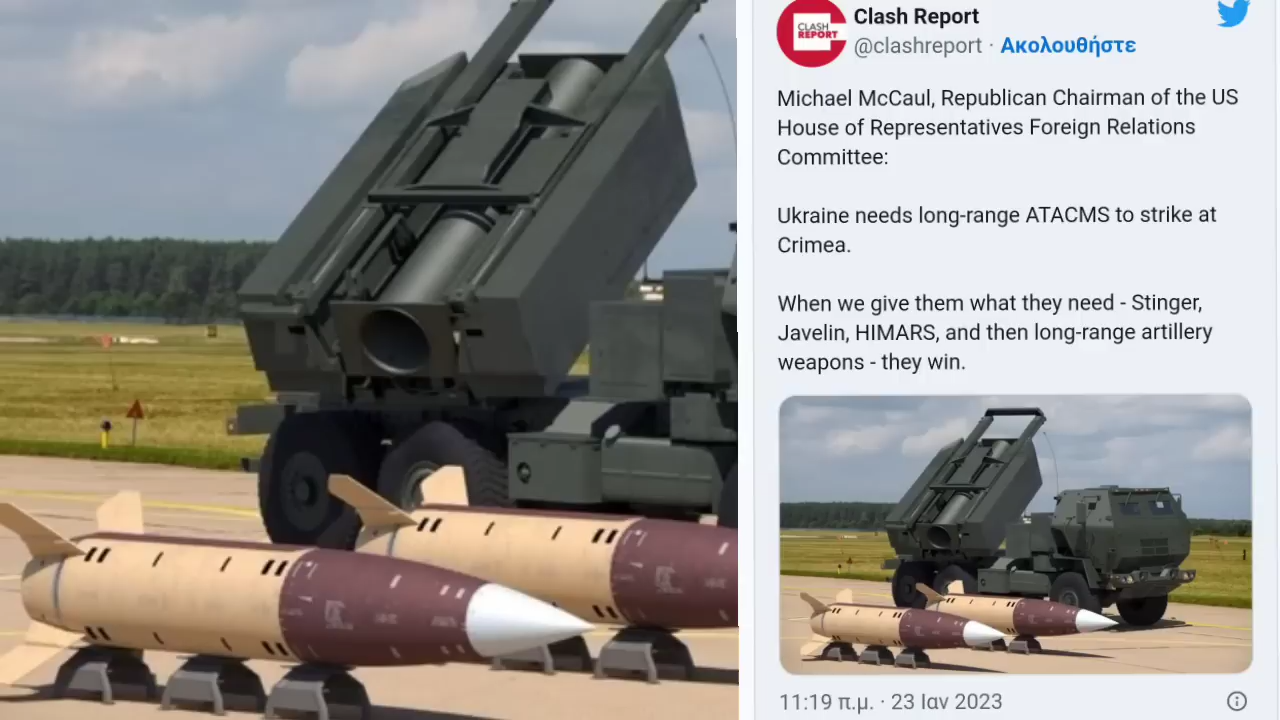 CLASH
REPORT
Clash Report
@clashreport · Ακολουθήστε
Michael McCaul, Republican Chairman of the US
House of Representatives Foreign Relations
Committee:
Ukraine needs long-range ATACMS to strike at
Crimea.
When we give them what they need - Stinger,
Javelin, HIMARS, and then long-range artillery
weapons - they win.
11:19 π.μ. · 23 Ιαν 2023